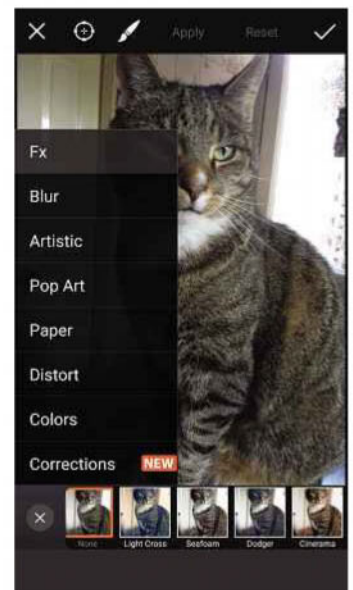 Apply Reset
Fx
Blur
Artistic
Pop Art
Paper
Distort
Colors
Corrections NEW
None Light Cross Seafoam Dodger Cinerama